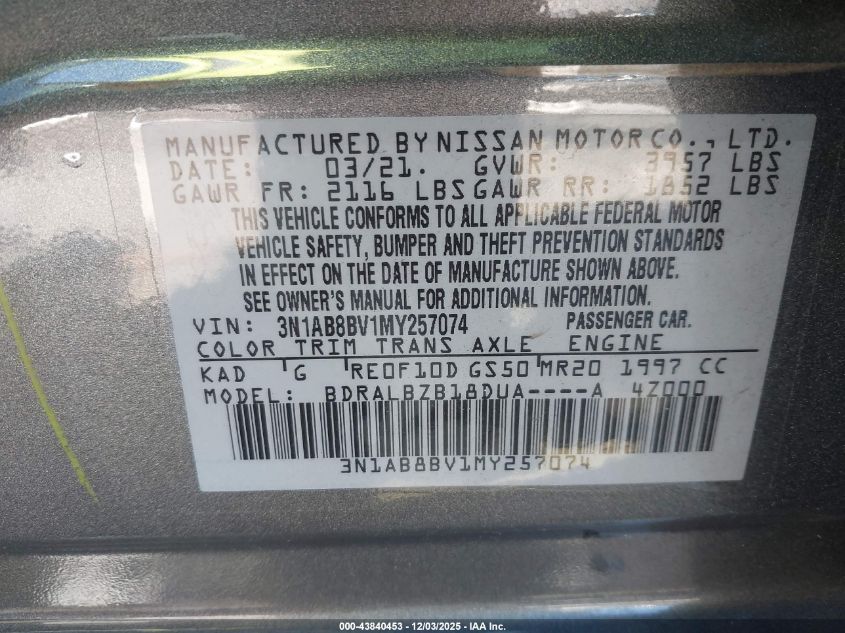 MANUFACTURED BY NISSAN MOTOR CO., LTD.
DATE: 03/21. GVWR: 3957 LBS
GAWR FR: 2116 LBS GAWR RR: 1852 LBS
THIS VEHICLE CONFORMS TO ALL APPLICABLE FEDERAL MOTOR
VEHICLE SAFETY, BUMPER AND THEFT PREVENTION STANDARDS
IN EFFECT ON THE DATE OF MANUFACTURE SHOWN ABOVE.
SEE OWNER'S MANUAL FOR ADDITIONAL INFORMATION.
VIN: 3N1AB8BV1MY257074 PASSENGER CAR.
COLOR TRIM TRANS AXLE ENGINE
KAD G RE0F10D GS50 MR20 1997 CC
MODEL: BDRALBZB18DUA----A 4Z000
3N1AB8BV1MY257074
000-43840453 - 12/03/2025 - IAA Inc.